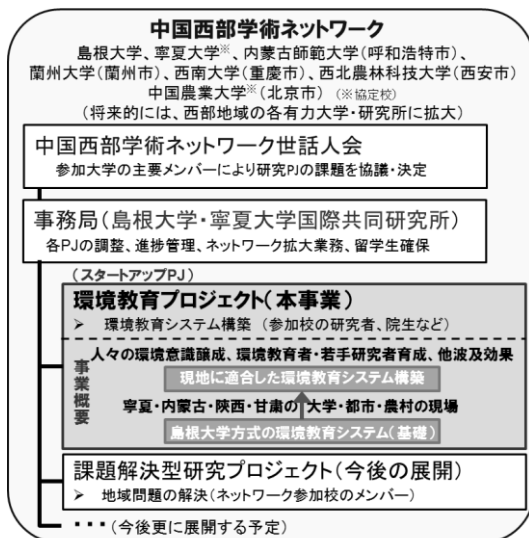 中国西部学術ネットワーク
島根大学、寧夏大学※、内蒙古師範大学(呼和浩特市)、
蘭州大学(蘭州市)、西南大学(重慶市)、西北農林科技大学(西安市)
中国農業大学※(北京市) (※協定校)
(将来的には、西部地域の各有力大学・研究所に拡大)
中国西部学術ネットワーク世話人会
参加大学の主要メンバーにより研究PJの課題を協議・決定
事務局(島根大学・寧夏大学国際共同研究所)
各PJの調整、進捗管理、ネットワーク拡大業務、留学生確保
(スタートアップPJ)
環境教育プロジェクト(本事業)
➢ 環境教育システム構築 (参加校の研究者、院生など)
事業概要
人々の環境意識醸成、環境教育者・若手研究者育成、他波及効果
現地に適合した環境教育システム構築
寧夏・内蒙古・陝西・甘粛の 大学・都市・農村の現場
島根大学方式の環境教育システム(基礎)
課題解決型研究プロジェクト(今後の展開)
➢ 地域問題の解決(ネットワーク参加校のメンバー)
・・・(今後更に展開する予定)